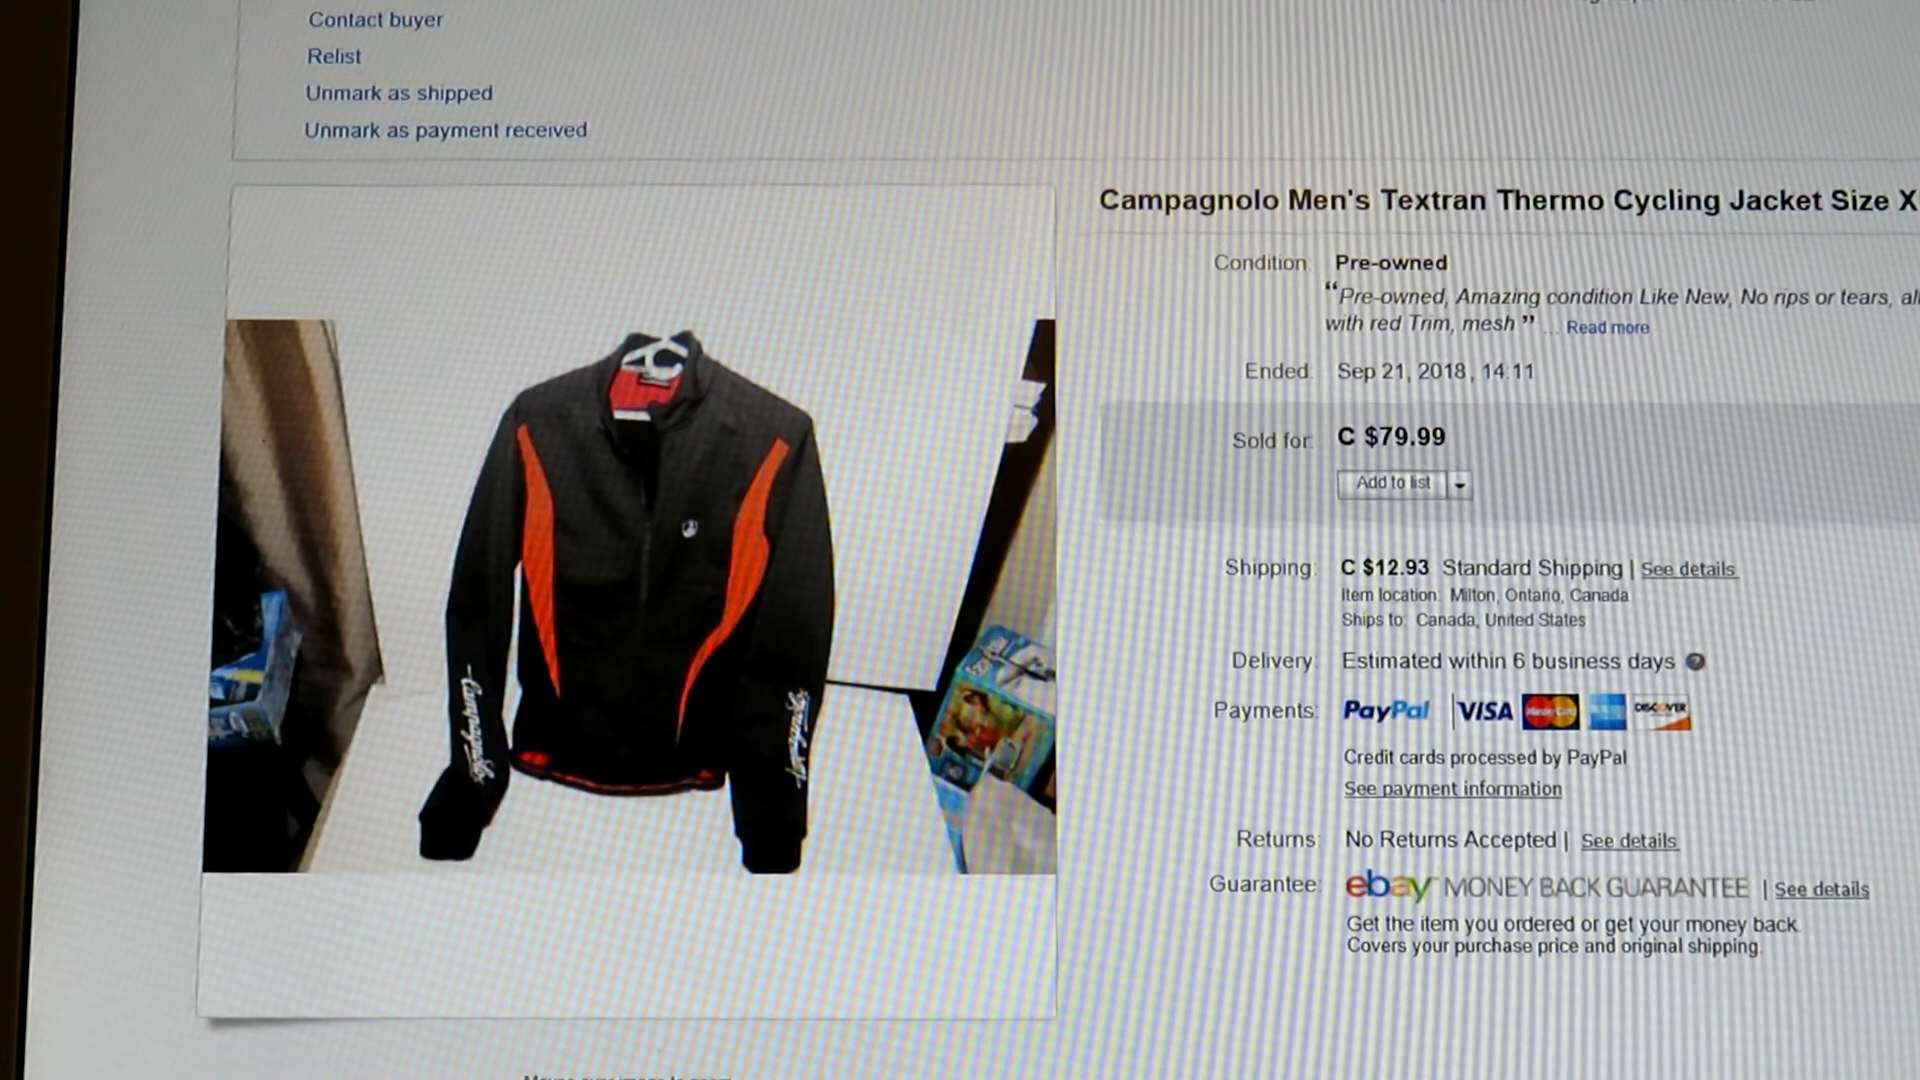 Contact buyer
Relist
Unmark as shipped
Unmark as payment received
Campagnolo Men's Textran Thermo Cycling Jacket Size X
Condition: Pre-owned
“Pre-owned, Amazing condition Like New, No rips or tears, all
with red Trim, mesh ” ... Read more
Ended: Sep 21, 2018, 14:11
Sold for: C $79.99
Add to list
Shipping: C $12.93 Standard Shipping | See details
Item location: Milton, Ontario, Canada
Ships to: Canada, United States
Delivery: Estimated within 6 business days ?
Payments: PayPal VISA MasterCard DISCOVER
Credit cards processed by PayPal
See payment information
Returns: No Returns Accepted | See details
Guarantee: ebay MONEY BACK GUARANTEE | See details
Get the item you ordered or get your money back.
Covers your purchase price and original shipping.
Campagnolo